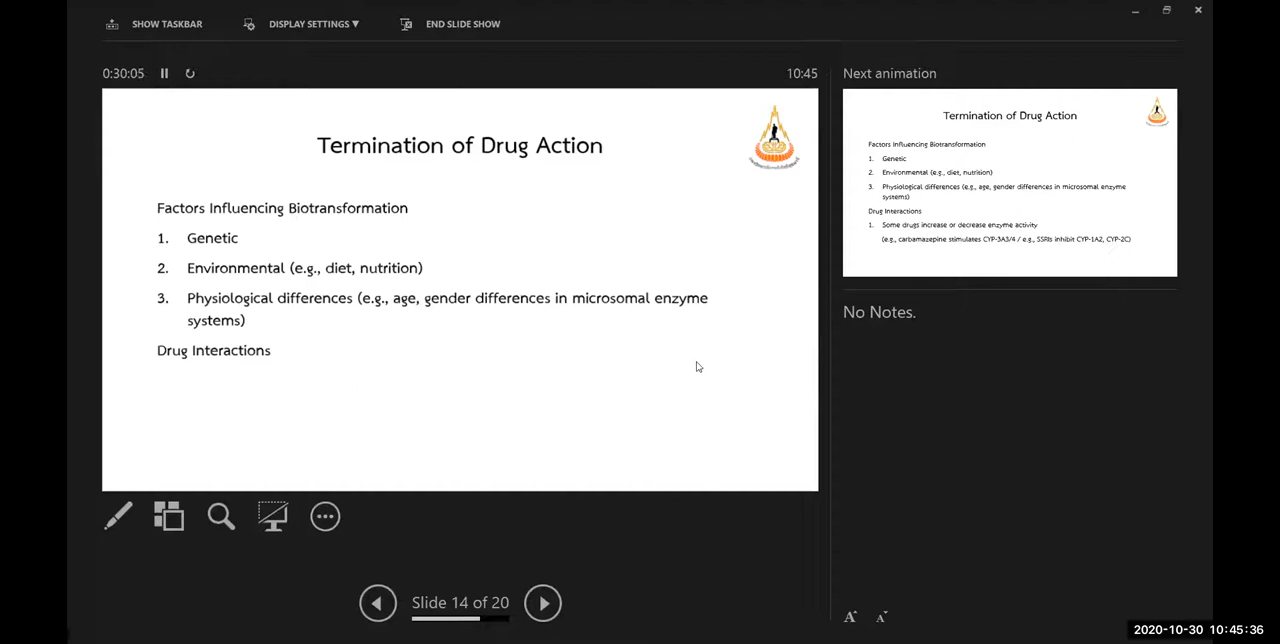 SHOW TASKBAR
DISPLAY SETTINGS ▼
END SLIDE SHOW
0:30:05
10:45
Termination of Drug Action
Factors Influencing Biotransformation
1. Genetic
2. Environmental (e.g., diet, nutrition)
3. Physiological differences (e.g., age, gender differences in microsomal enzyme
systems)
Drug Interactions
Slide 14 of 20
Next animation
Termination of Drug Action
Factors Influencing Biotransformation
1. Genetic
2. Environmental (e.g., diet, nutrition)
3. Physiological differences (e.g., age, gender differences in microsomal enzyme
systems)
Drug Interactions
1. Some drugs increase or decrease enzyme activity
(e.g., carbamazepine stimulates CYP-3A3/4 / e.g., SSRIs inhibit CYP-1A2, CYP-2C)
No Notes.
A A
2020-10-30 10:45:36